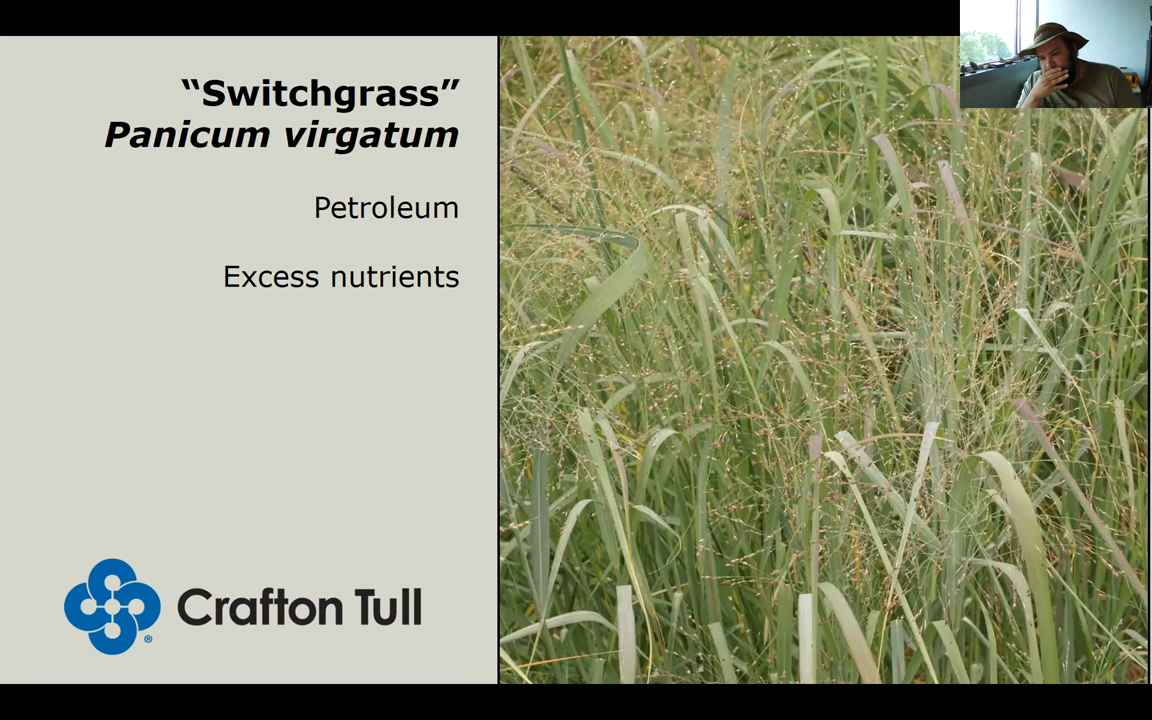 “Switchgrass”
Panicum virgatum
Petroleum
Excess nutrients
Crafton Tull
®